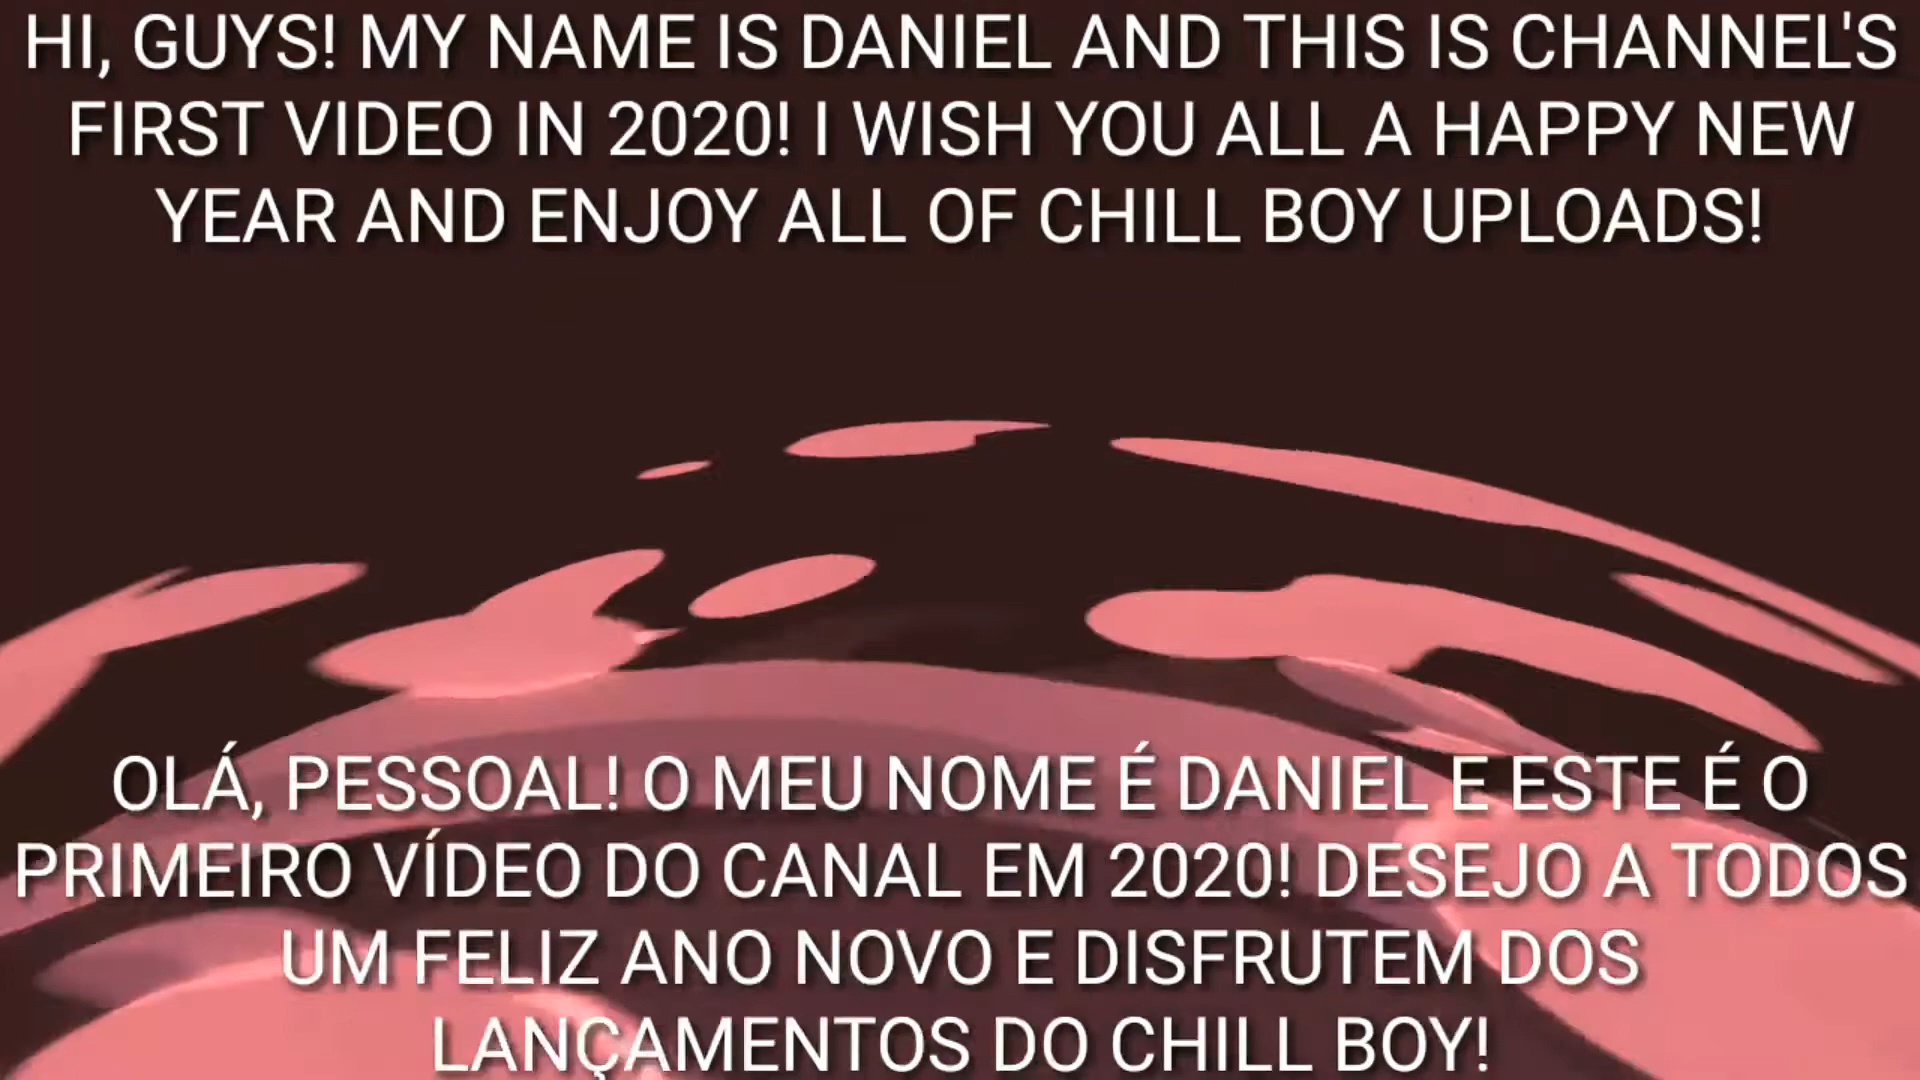 HI, GUYS! MY NAME IS DANIEL AND THIS IS CHANNEL'S
FIRST VIDEO IN 2020! I WISH YOU ALL A HAPPY NEW
YEAR AND ENJOY ALL OF CHILL BOY UPLOADS!
OLÁ, PESSOAL! O MEU NOME É DANIEL E ESTE É O
PRIMEIRO VÍDEO DO CANAL EM 2020! DESEJO A TODOS
UM FELIZ ANO NOVO E DISFRUTEM DOS
LANÇAMENTOS DO CHILL BOY!